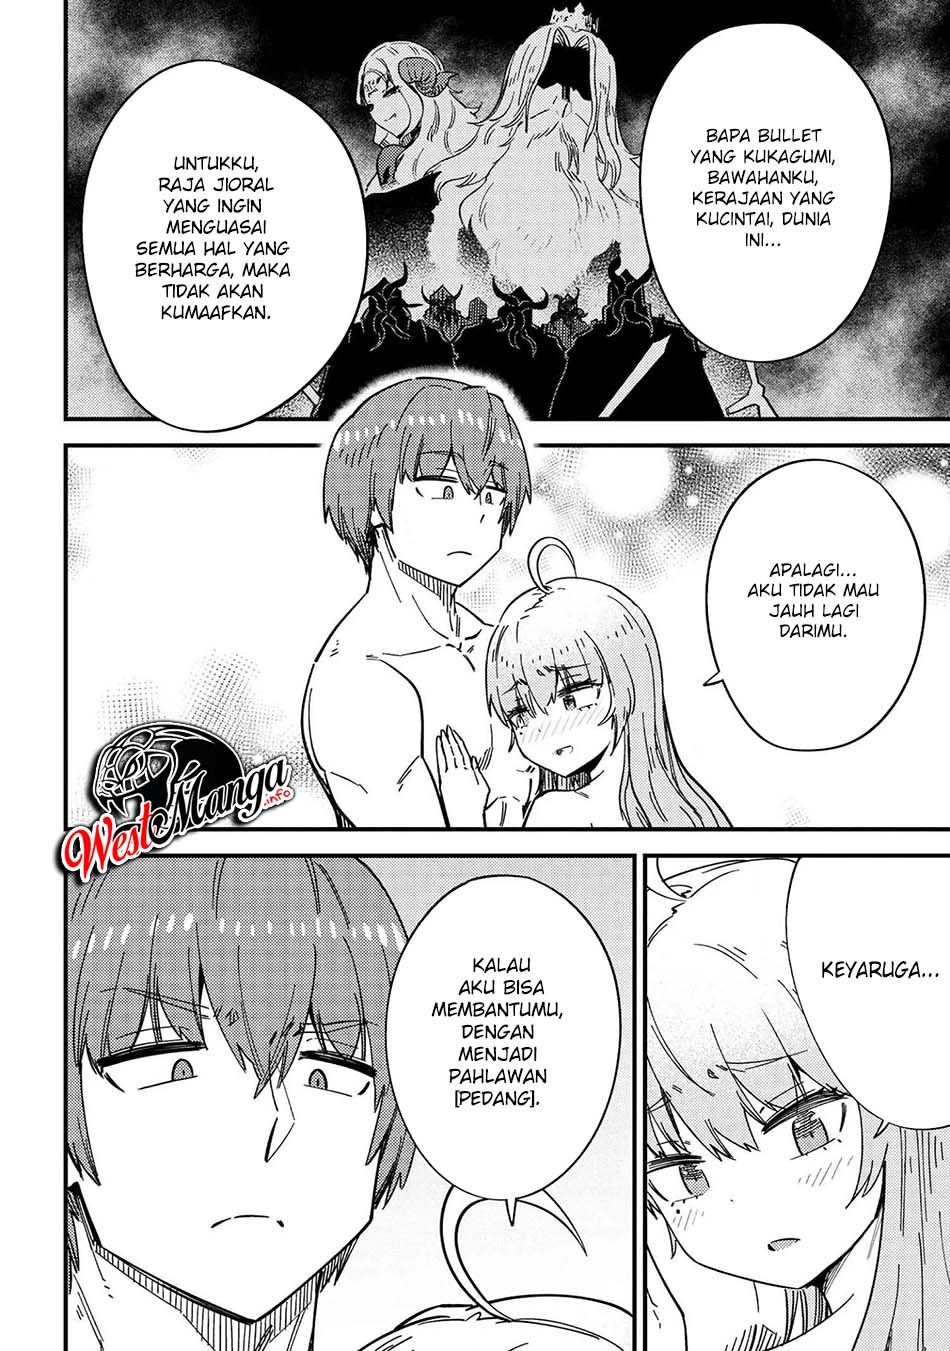 BAPA BULLET
YANG KUKAGUMI,
BAWAHANKU,
KERAJAAN YANG
KUCINTAI, DUNIA
INI...
UNTUKKU,
RAJA JIORAL
YANG INGIN
MENGUASAI
SEMUA HAL YANG
BERHARGA, MAKA
TIDAK AKAN
KUMAAFKAN.
APALAGI...
AKU TIDAK MAU
JAUH LAGI
DARIMU.
WestManga
.info
KEYARUGA...
KALAU
AKU BISA
MEMBANTUMU,
DENGAN
MENJADI
PAHLAWAN
[PEDANG].